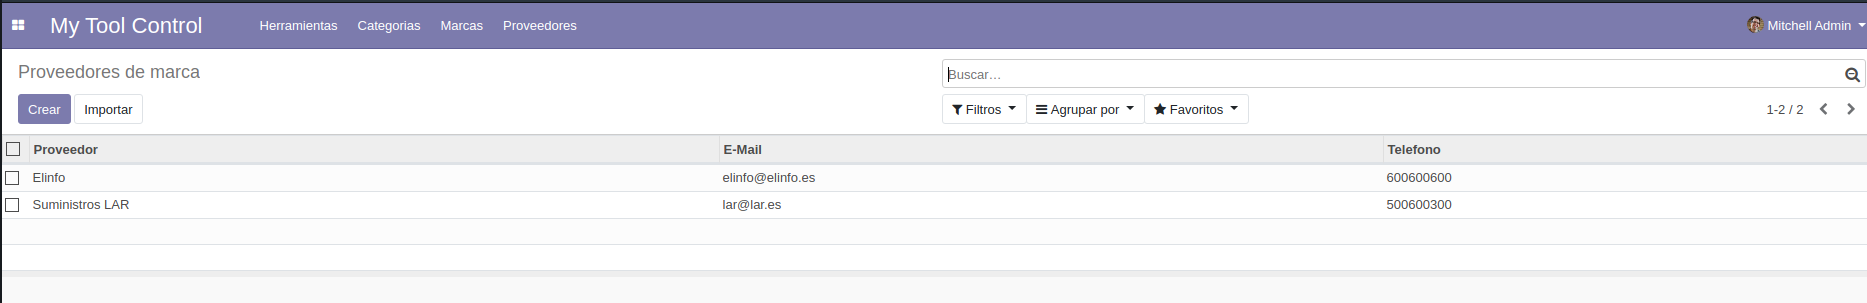 My Tool Control Herramientas Categorias Marcas Proveedores Mitchell Admin
Proveedores de marca Buscar...
Crear Importar Filtros Agrupar por Favoritos 1-2 / 2
Proveedor E-Mail Telefono
Elinfo elinfo@elinfo.es 600600600
Suministros LAR lar@lar.es 500600300